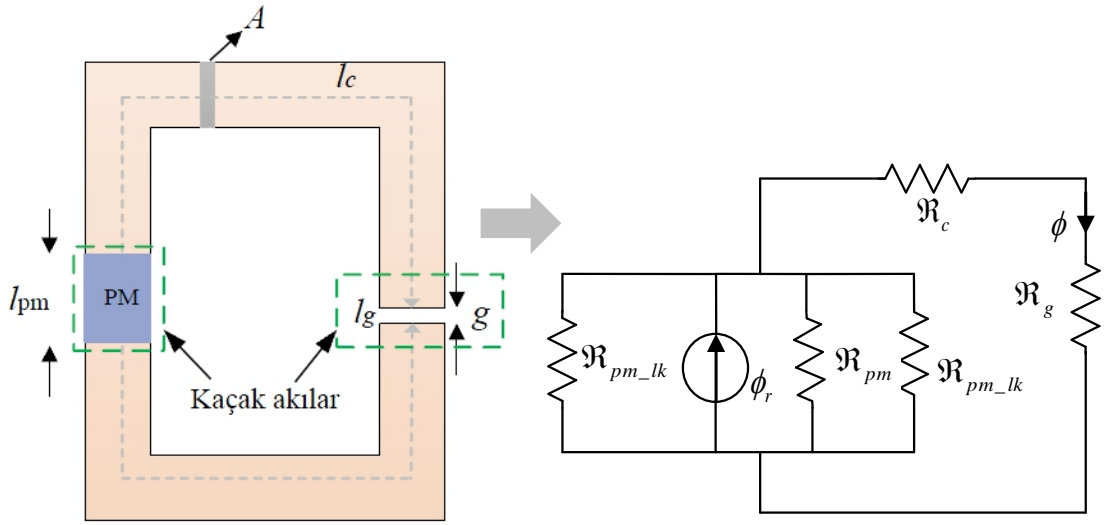 A
lc
lpm
PM
lg
g
Kaçak akılar
ℜc
ϕ
ℜg
ℜpm_lk
ϕr
ℜpm
ℜpm_lk